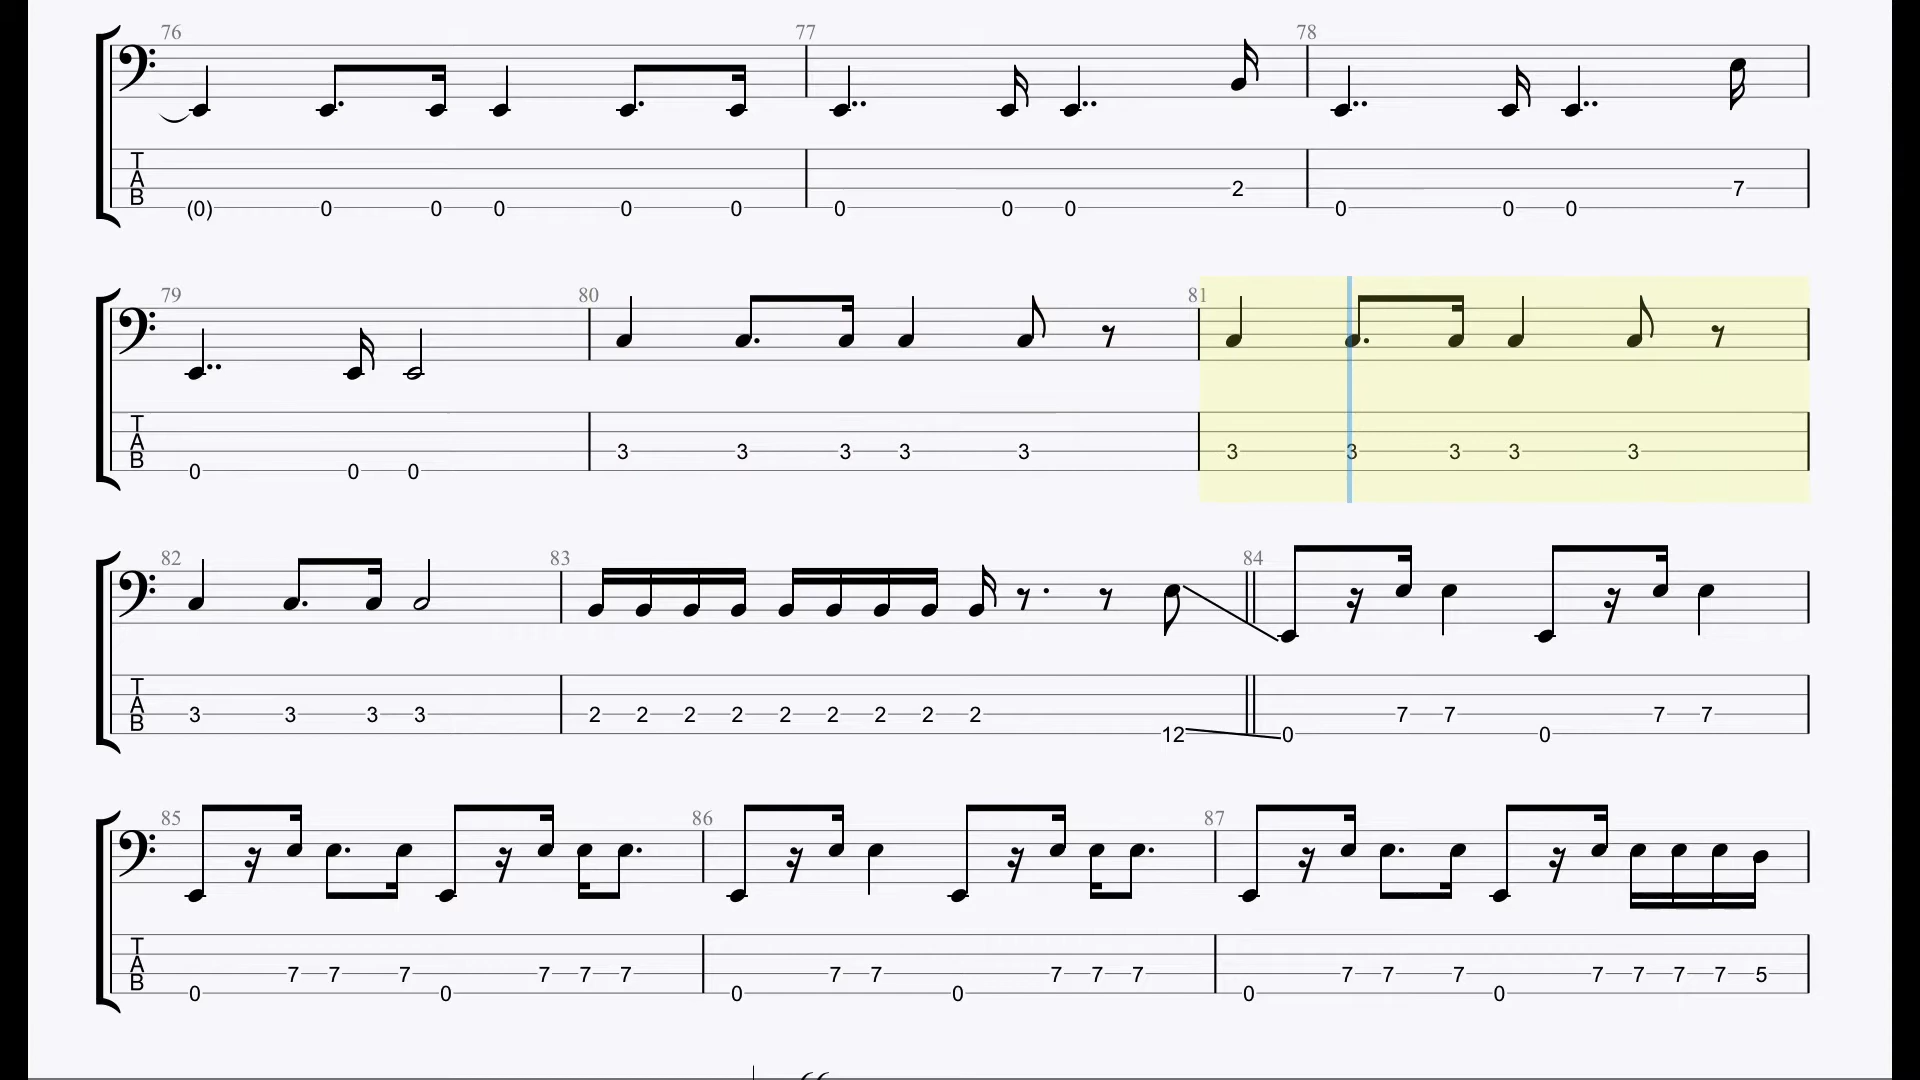 76 77 78
TAB (0) 0 0 0 0 0 0 0 0 2 0 0 0 7
79 80 81
TAB 0 0 0 3 3 3 3 3 3 3 3 3 3
82 83 84
TAB 3 3 3 3 2 2 2 2 2 2 2 2 2 12 0 7 7 0 7 7
85 86 87
TAB 0 7 7 7 0 7 7 7 0 7 7 0 7 7 7 0 7 7 7 0 7 7 7 7 5